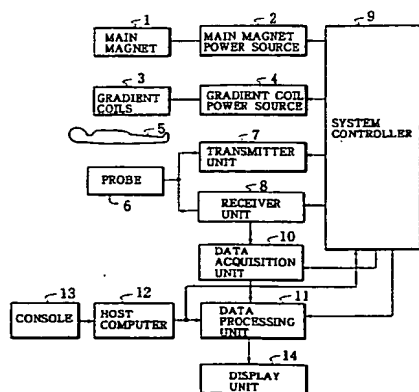 1
2
9
MAIN
MAGNET
MAIN MAGNET
POWER SOURCE
3
4
GRADIENT
COILS
GRADIENT COIL
POWER SOURCE
SYSTEM
CONTROLLER
5
7
TRANSMITTER
UNIT
PROBE
6
8
RECEIVER
UNIT
10
DATA
ACQUISITION
UNIT
13
12
11
CONSOLE
HOST
COMPUTER
DATA
PROCESSING
UNIT
14
DISPLAY
UNIT